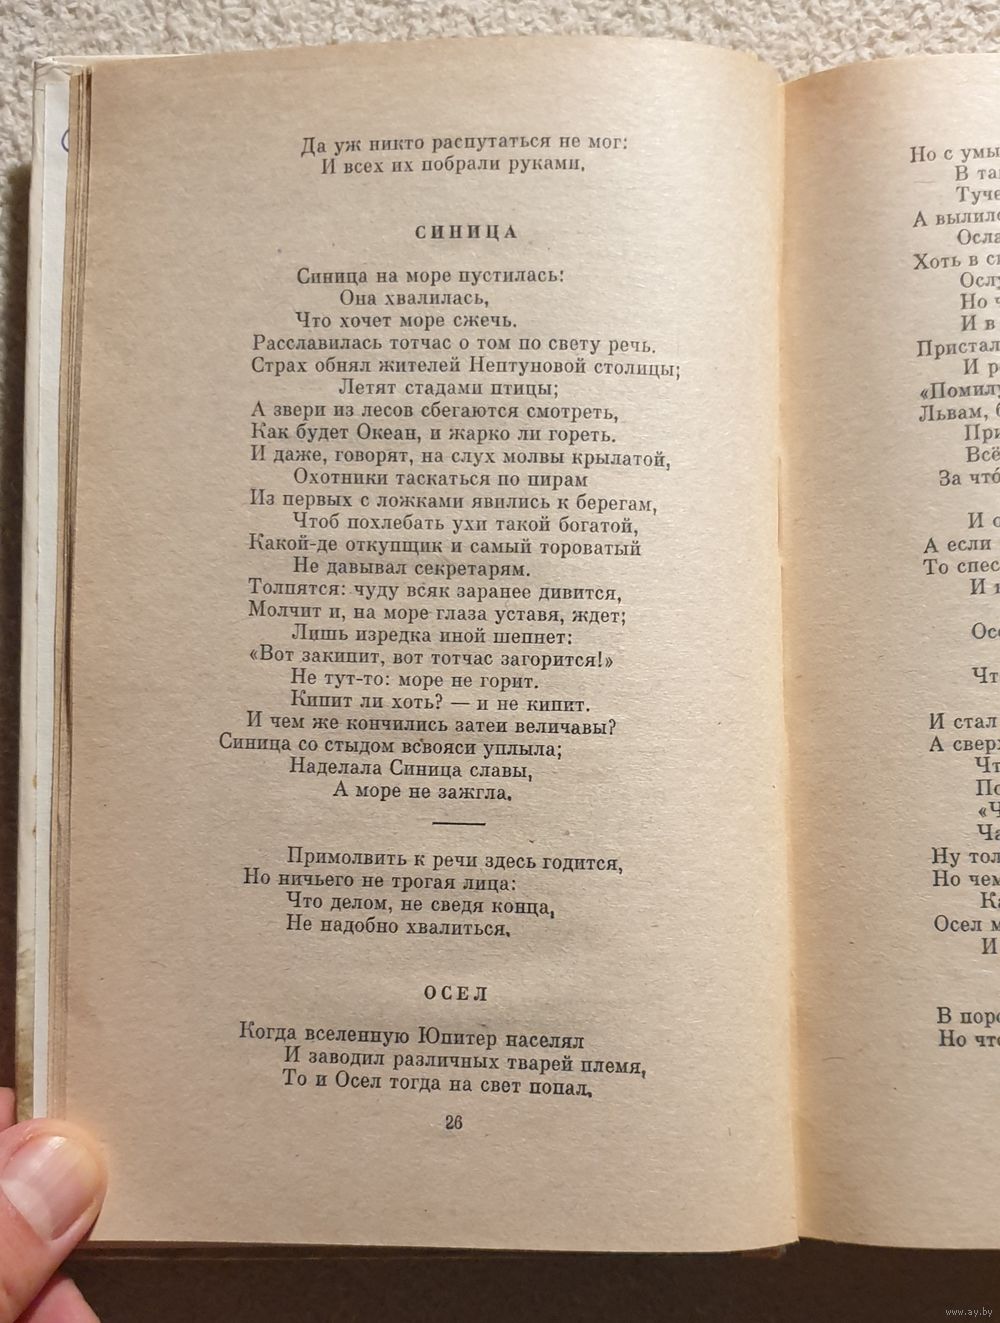 Да уж никто распутаться не мог:
И всех их побрали руками.
СИНИЦА
Синица на море пустилась:
Она хвалилась,
Что хочет море сжечь.
Расславилась тотчас о том по свету речь.
Страх обнял жителей Нептуновой столицы;
Летят стадами птицы;
А звери из лесов сбегаются смотреть,
Как будет Океан, и жарко ли гореть.
И даже, говорят, на слух молвы крылатой,
Охотники таскаться по пирам
Из первых с ложками явились к берегам,
Чтоб похлебать ухи такой богатой,
Какой-де откупщик и самый тороватый
Не давывал секретарям.
Толпятся: чуду всяк заранее дивится,
Молчит и, на море глаза уставя, ждет;
Лишь изредка иной шепнет:
«Вот закипит, вот тотчас загорится!»
Не тут-то: море не горит.
Кипит ли хоть? — и не кипит.
И чем же кончились затеи величавы?
Синица со стыдом всвояси уплыла;
Наделала Синица славы,
А море не зажгла.
Примолвить к речи здесь годится,
Но ничьего не трогая лица:
Что делом, не сведя конца,
Не надобно хвалиться.
ОСЕЛ
Когда вселенную Юпитер населял
И заводил различных тварей племя,
То и Осел тогда на свет попал.
26
Но с умы
В та
Туче
А вылило
Осла
Хоть в с
Ослу
Но ч
И в
Пристал
И р
«Помилу
Львам, б
При
Всё
За что́
И о
А если
То спес
И
Осе
Чт
И стал
А сверх
Чт
По
«Ч
Ча
Ну тол
Но чем
Ка
Осел м
И
В поро
Но что
www.ay.by